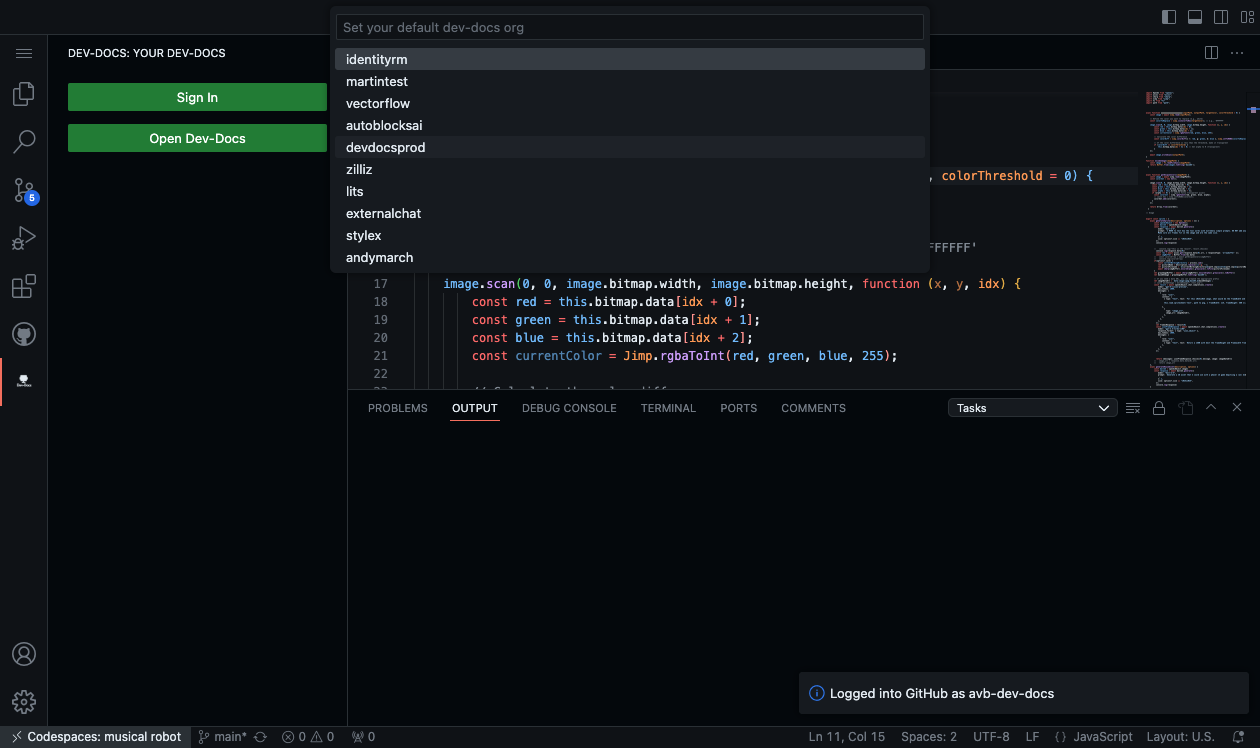 Set your default dev-docs org
identityrm
martintest
vectorflow
autoblocksai
devdocsprod
zilliz
lits
externalchat
stylex
andymarch
DEV-DOCS: YOUR DEV-DOCS
Sign In
Open Dev-Docs
5
Dev-Docs
, colorThreshold = 0) {
FFFFFF'
17 image.scan(0, 0, image.bitmap.width, image.bitmap.height, function (x, y, idx) {
18 const red = this.bitmap.data[idx + 0];
19 const green = this.bitmap.data[idx + 1];
20 const blue = this.bitmap.data[idx + 2];
21 const currentColor = Jimp.rgbaToInt(red, green, blue, 255);
22
PROBLEMS OUTPUT DEBUG CONSOLE TERMINAL PORTS COMMENTS Tasks
Logged into GitHub as avb-dev-docs
Codespaces: musical robot main* 0 0 0 Ln 11, Col 15 Spaces: 2 UTF-8 LF {} JavaScript Layout: U.S.